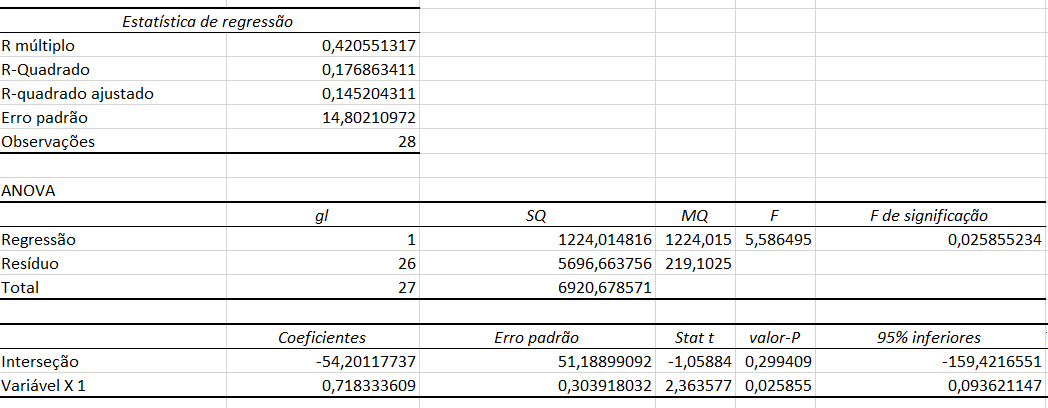 Estatística de regressão
R múltiplo 0,420551317
R-Quadrado 0,176863411
R-quadrado ajustado 0,145204311
Erro padrão 14,80210972
Observações 28
ANOVA
gl SQ MQ F F de significação
Regressão 1 1224,014816 1224,015 5,586495 0,025855234
Resíduo 26 5696,663756 219,1025
Total 27 6920,678571
Coeficientes Erro padrão Stat t valor-P 95% inferiores
Interseção -54,20117737 51,18899092 -1,05884 0,299409 -159,4216551
Variável X 1 0,718333609 0,303918032 2,363577 0,025855 0,093621147